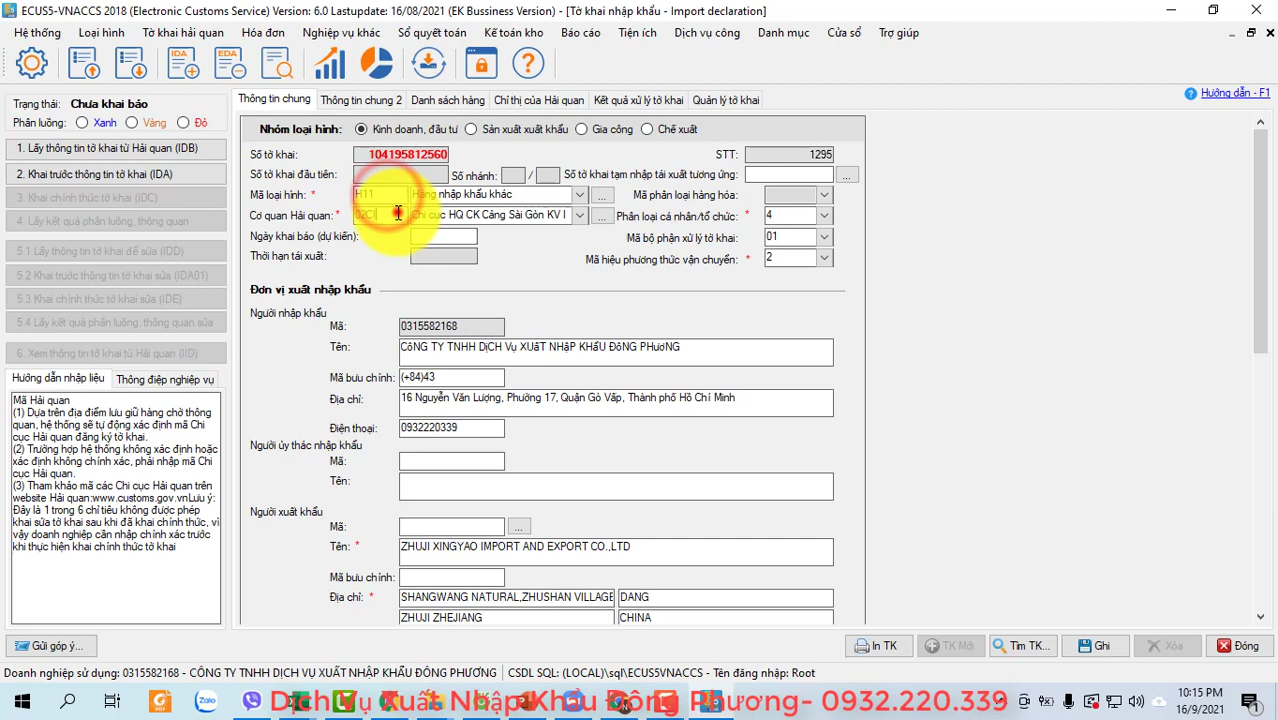 ECUS5-VNACCS 2018 (Electronic Customs Service) Version: 6.0 Lastupdate: 16/08/2021 (EK Bussiness Version) - [Tờ khai nhập khẩu - Import declaration]
Hệ thống Loại hình Tờ khai hải quan Hóa đơn Nghiệp vụ khác Sổ quyết toán Kế toán kho Báo cáo Tiện ích Dịch vụ công Danh mục Cửa sổ Trợ giúp
IDA EDA
Trạng thái: Chưa khai báo
Phân luồng: Xanh Vàng Đỏ
1. Lấy thông tin tờ khai từ Hải quan (IDB)
2. Khai trước thông tin tờ khai (IDA)
3. Khai chính thức tờ khai (IDC)
4. Lấy kết quả phân luồng, thông quan
5.1 Lấy thông tin tờ khai để sửa (IDD)
5.2 Khai trước thông tin tờ khai sửa (IDA01)
5.3 Khai chính thức tờ khai sửa (IDE)
5.4 Lấy kết quả phân luồng, thông quan sửa
6. Xem thông tin tờ khai từ Hải quan (IID)
Hướng dẫn nhập liệu Thông điệp nghiệp vụ
Mã Hải quan
(1) Dựa trên địa điểm lưu giữ hàng chờ thông
quan, hệ thống sẽ tự động xác định mã Chi
cục Hải quan đăng ký tờ khai.
(2) Trường hợp hệ thống không xác định hoặc
xác định không chính xác, phải nhập mã Chi
cục Hải quan.
(3) Tham khảo mã các Chi cục Hải quan trên
website Hải quan:www.customs.gov.vnLưu ý:
Đây là 1 trong 6 chỉ tiêu không được phép
khai sửa tờ khai sau khi đã khai chính thức, vì
vậy doanh nghiệp cần nhập chính xác trước
khi thực hiện khai chính thức tờ khai
Thông tin chung Thông tin chung 2 Danh sách hàng Chỉ thị của Hải quan Kết quả xử lý tờ khai Quản lý tờ khai
Hướng dẫn - F1
Nhóm loại hình: Kinh doanh, đầu tư Sản xuất xuất khẩu Gia công Chế xuất
Số tờ khai: 104195812560 STT: 1295
Số tờ khai đầu tiên: Số nhánh: / Số tờ khai tạm nhập tái xuất tương ứng: ...
Mã loại hình: * H11 Hàng nhập khẩu khác ... Mã phân loại hàng hóa:
Cơ quan Hải quan: * 02CI Chi cục HQ CK Cảng Sài Gòn KV I ... Phân loại cá nhân/tổ chức: * 4
Ngày khai báo (dự kiến): Mã bộ phận xử lý tờ khai: 01
Thời hạn tái xuất: Mã hiệu phương thức vận chuyển: * 2
Đơn vị xuất nhập khẩu
Người nhập khẩu
Mã: 0315582168
Tên: CôNG TY TNHH DịCH Vụ XUấT NHậP KHẩU ĐôNG PHươNG
Mã bưu chính: (+84)43
Địa chỉ: 16 Nguyễn Văn Lượng, Phường 17, Quận Gò Vấp, Thành phố Hồ Chí Minh
Điện thoại: 0932220339
Người ủy thác nhập khẩu
Mã:
Tên:
Người xuất khẩu
Mã: ...
Tên: * ZHUJI XINGYAO IMPORT AND EXPORT CO.,LTD
Mã bưu chính:
Địa chỉ: * SHANGWANG NATURAL,ZHUSHAN VILLAGE DANG
ZHUJI ZHEJIANG CHINA
Gửi góp ý... In TK TK Mới Tìm TK... Ghi Xóa Đóng
Doanh nghiệp sử dụng: 0315582168 - CÔNG TY TNHH DỊCH VỤ XUẤT NHẬP KHẨU ĐÔNG PHƯƠNG CSDL SQL: (LOCAL)\sql\ECUS5VNACCS - Tên đăng nhập: Root
Dịch Vụ Xuất Nhập Khẩu Đông Phương- 0932.220.339
Zalo
10:15 PM
16/9/2021
1